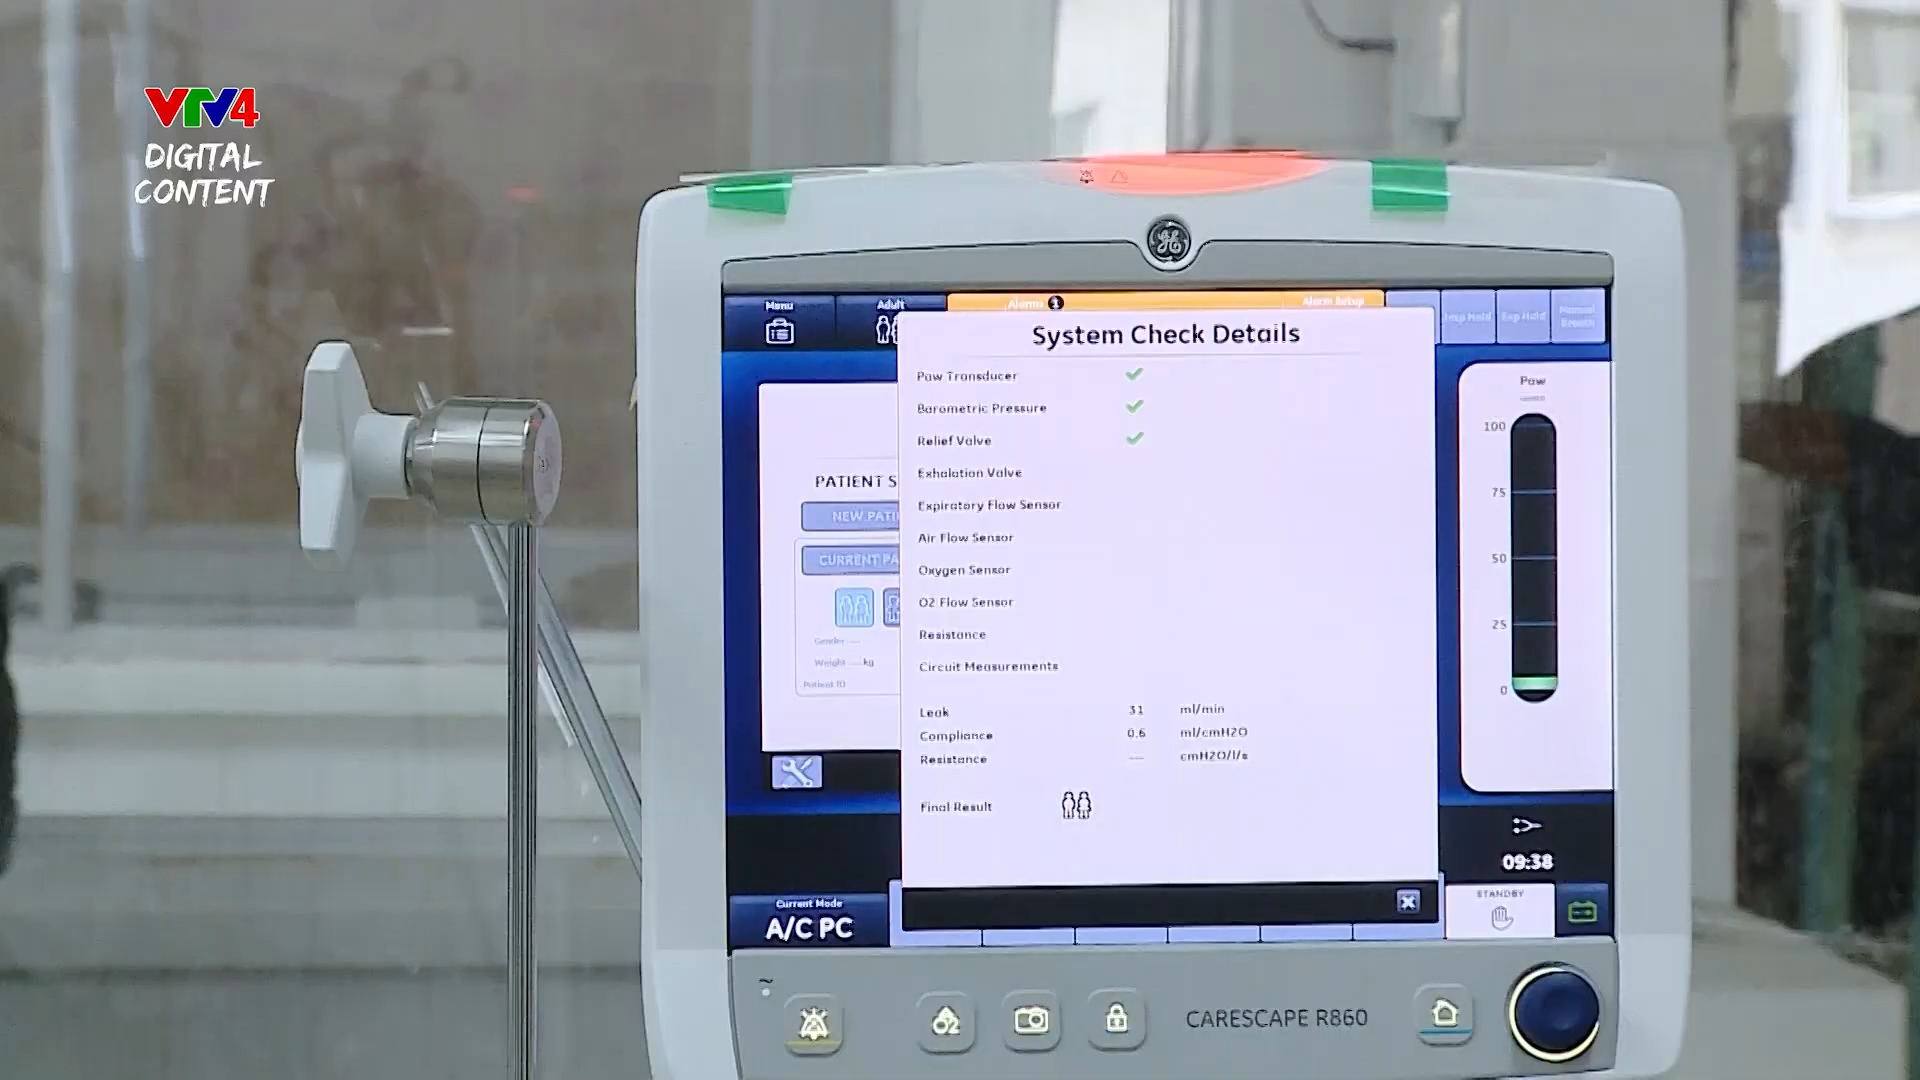 VTV4
DIGITAL
CONTENT
Menu
Adult
Alarms 1
Alarm Setup
Insp Hold
Exp Hold
Manual
Breath
System Check Details
Paw Transducer
Barometric Pressure
Relief Valve
Exhalation Valve
Expiratory Flow Sensor
Air Flow Sensor
Oxygen Sensor
O2 Flow Sensor
Resistance
Circuit Measurements
Leak 31 ml/min
Compliance 0.6 ml/cmH2O
Resistance --- cmH2O/l/s
Final Result
PATIENT S
NEW PATI
CURRENT PA
Gender ---
Weight ---kg
Patient ID
Paw
100
75
50
25
0
09:38
STANDBY
Current Mode
A/C PC
O2
CARESCAPE R860